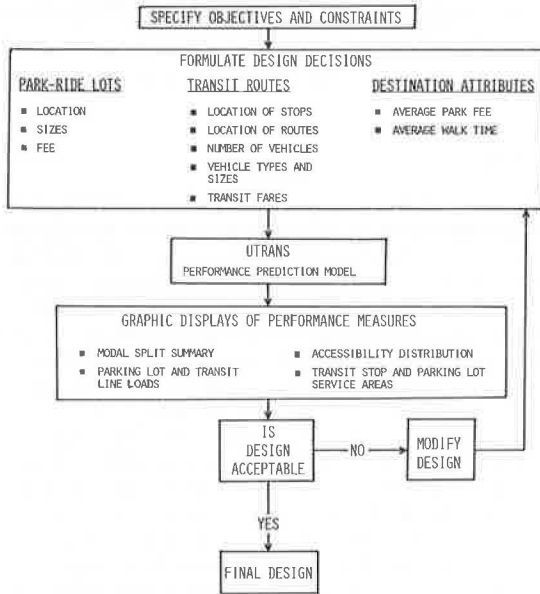 SPECIFY OBJECTIVES AND CONSTRAINTS
FORMULATE DESIGN DECISIONS
PARK-RIDE LOTS
▪ LOCATION
▪ SIZES
▪ FEE
TRANSIT ROUTES
▪ LOCATION OF STOPS
▪ LOCATION OF ROUTES
▪ NUMBER OF VEHICLES
▪ VEHICLE TYPES AND
SIZES
▪ TRANSIT FARES
DESTINATION ATTRIBUTES
▪ AVERAGE PARK FEE
▪ AVERAGE WALK TIME
UTRANS
PERFORMANCE PREDICTION MODEL
GRAPHIC DISPLAYS OF PERFORMANCE MEASURES
▪ MODAL SPLIT SUMMARY
▪ PARKING LOT AND TRANSIT
LINE LOADS
▪ ACCESSIBILITY DISTRIBUTION
▪ TRANSIT STOP AND PARKING LOT
SERVICE AREAS
IS
DESIGN
ACCEPTABLE
NO
MODIFY
DESIGN
YES
FINAL DESIGN